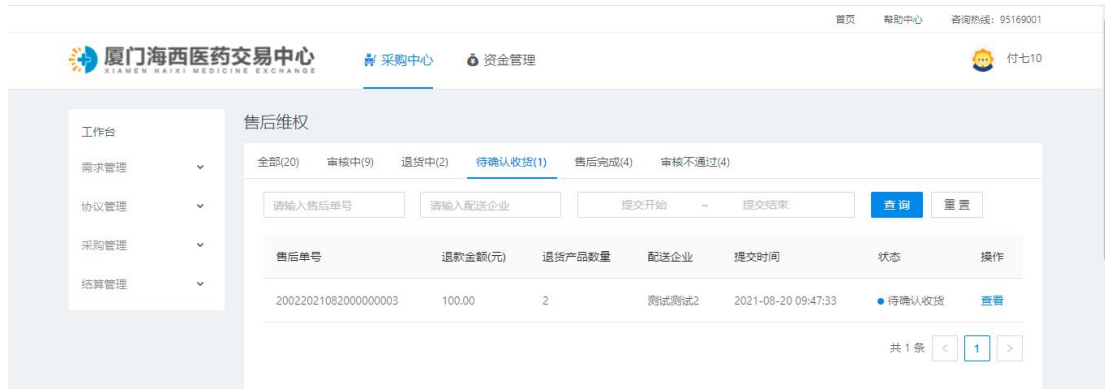 首页 帮助中心 咨询热线：95169001
厦门海西医药交易中心 采购中心 资金管理 付七10
XIAMEN HAIXI MEDICINE EXCHANGE
工作台
需求管理
协议管理
采购管理
结算管理
售后维权
全部(20) 审核中(9) 退货中(2) 待确认收货(1) 售后完成(4) 审核不通过(4)
请输入售后单号 请输入配送企业 提交开始 ~ 提交结束 查询 重置
售后单号 退款金额(元) 退货产品数量 配送企业 提交时间 状态 操作
20022021082000000003 100.00 2 测试测试2 2021-08-20 09:47:33 待确认收货 查看
共 1 条 < 1 >